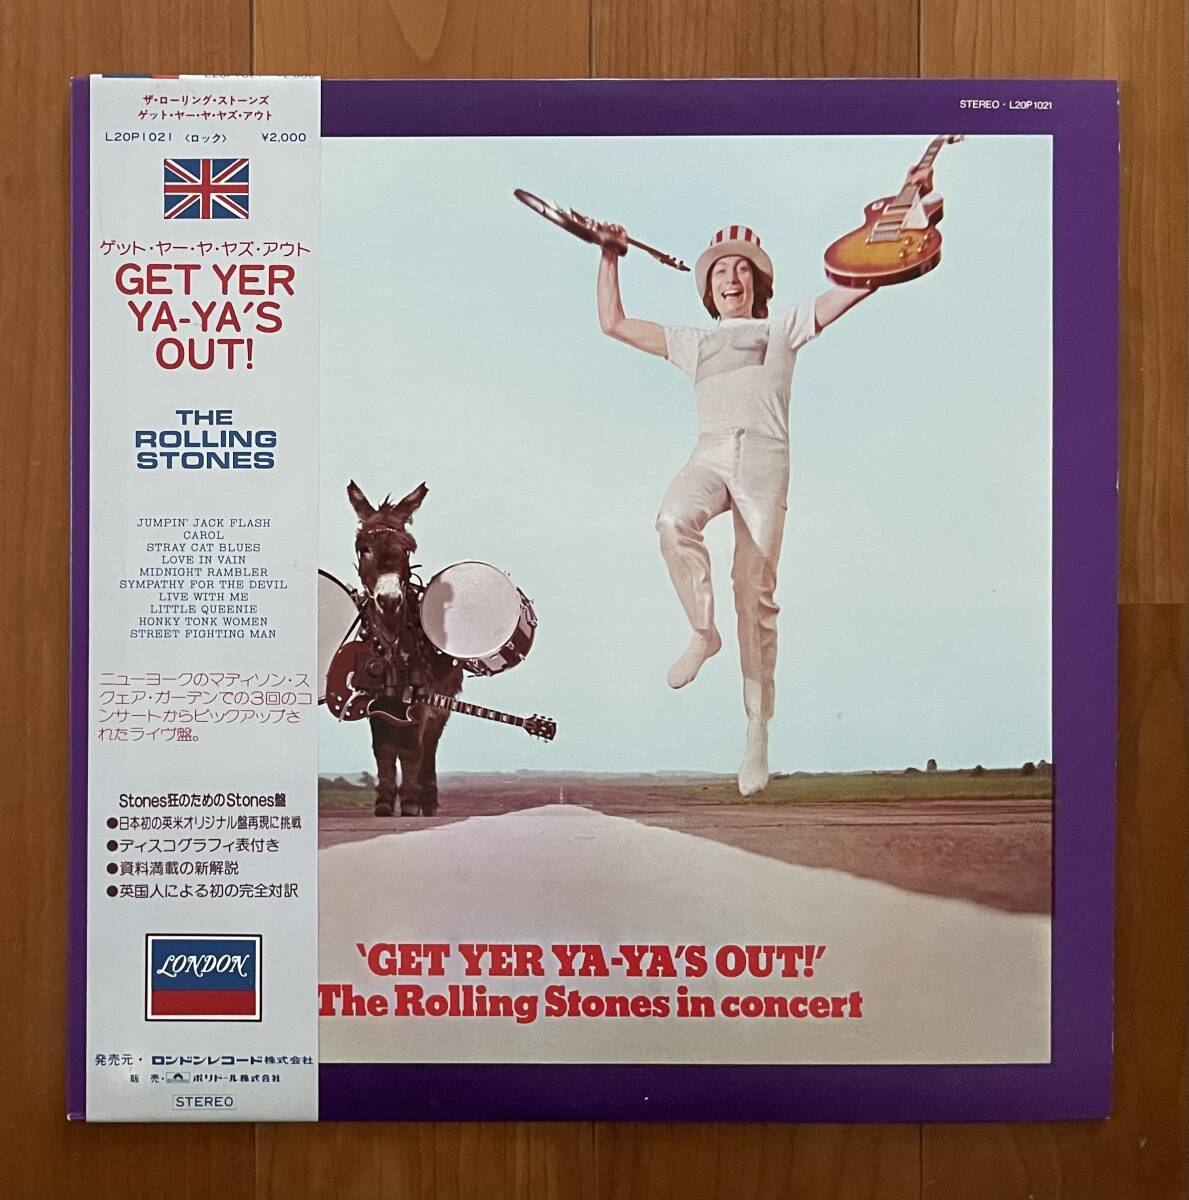 L20P1021 2,000
ザ・ローリング・ストーンズ
ゲット・ヤー・ヤ・ヤズ・アウト
L20P1021 〈ロック〉 ¥2,000
ゲット・ヤー・ヤ・ヤズ・アウト
GET YER
YA-YA'S
OUT!
THE
ROLLING
STONES
JUMPIN' JACK FLASH
CAROL
STRAY CAT BLUES
LOVE IN VAIN
MIDNIGHT RAMBLER
SYMPATHY FOR THE DEVIL
LIVE WITH ME
LITTLE QUEENIE
HONKY TONK WOMEN
STREET FIGHTING MAN
ニューヨークのマディソン・ス
クェア・ガーデンでの3回のコ
ンサートからピックアップさ
れたライヴ盤。
Stones狂のためのStones盤
●日本初の英米オリジナル盤再現に挑戦
●ディスコグラフィ表付き
●資料満載の新解説
●英国人による初の完全対訳
LONDON
発売元・ロンドンレコード株式会社
販売・ポリドール株式会社
STEREO
STEREO・L20P1021
'GET YER YA-YA'S OUT!'
The Rolling Stones in concert